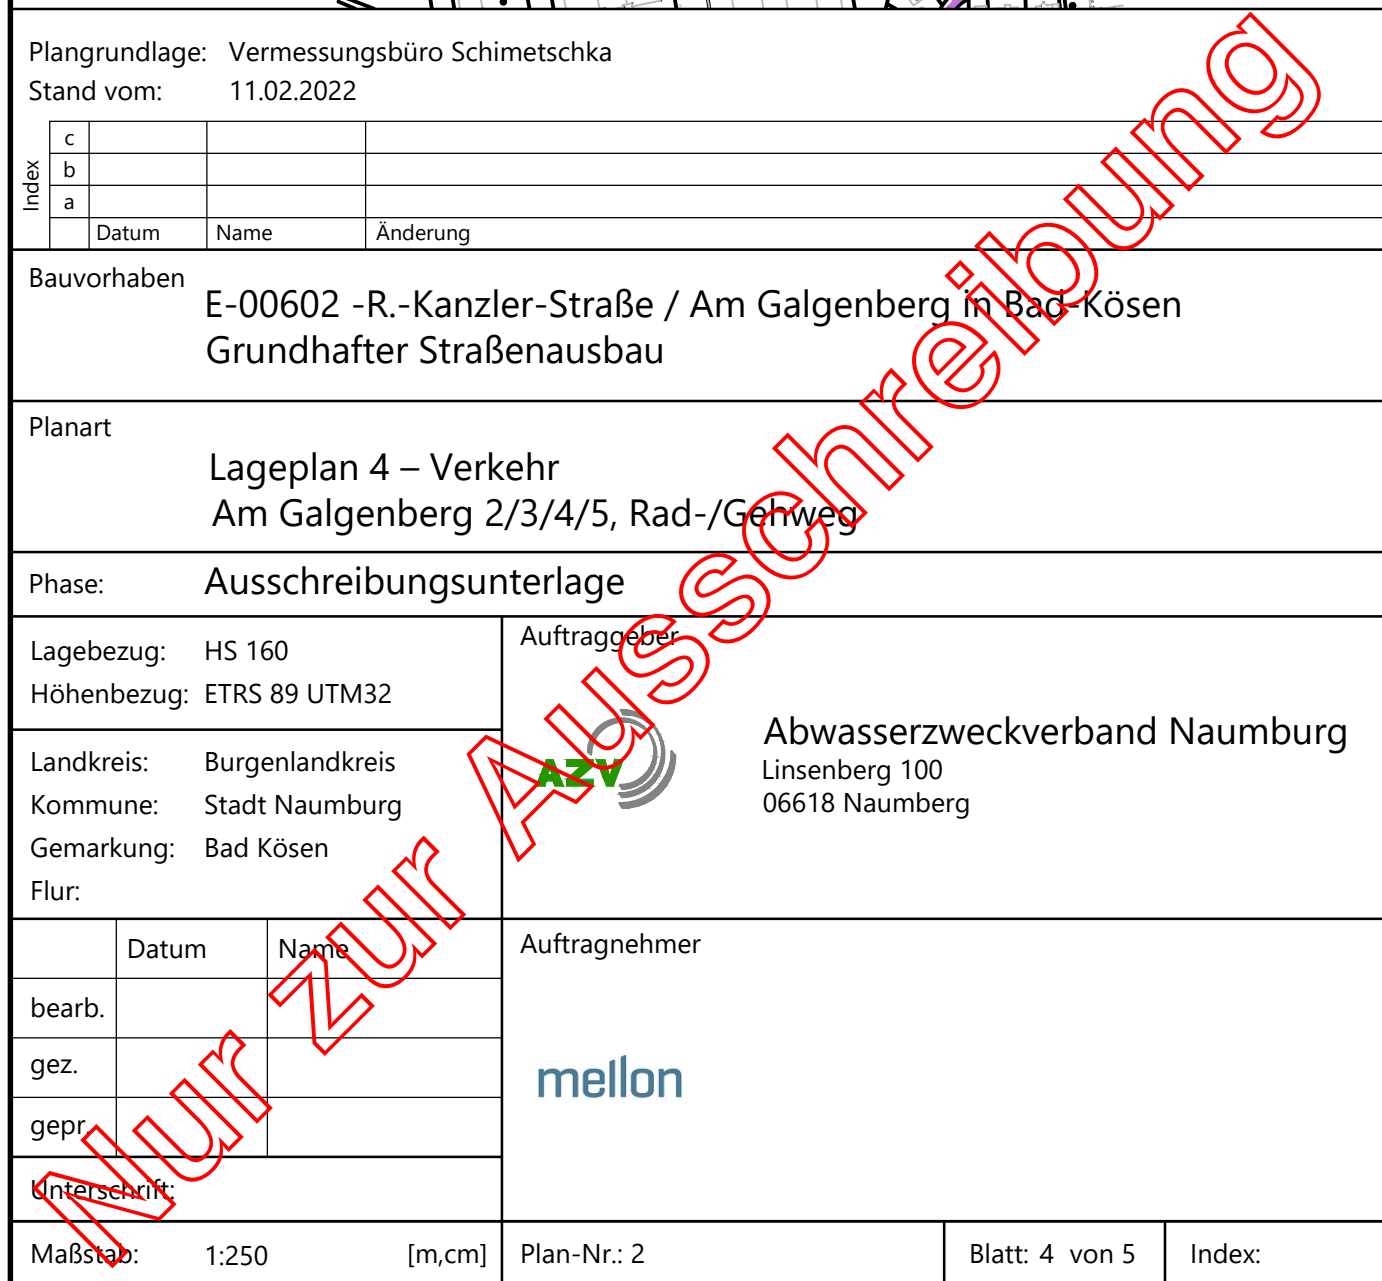 Plangrundlage: Vermessungsbüro Schimetschka
Stand vom: 11.02.2022
Index
c
b
a
Datum Name Änderung
Bauvorhaben
E-00602 -R.-Kanzler-Straße / Am Galgenberg in Bad-Kösen
Grundhafter Straßenausbau
Planart
Lageplan 4 – Verkehr
Am Galgenberg 2/3/4/5, Rad-/Gehweg
Phase: Ausschreibungsunterlage
Lagebezug: HS 160
Höhenbezug: ETRS 89 UTM32
Landkreis: Burgenlandkreis
Kommune: Stadt Naumburg
Gemarkung: Bad Kösen
Flur:
Auftraggeber
AZV
Abwasserzweckverband Naumburg
Linsenberg 100
06618 Naumberg
Datum Name
bearb.
gez.
gepr.
Unterschrift:
Auftragnehmer
mellon
Maßstab: 1:250 [m,cm]
Plan-Nr.: 2
Blatt: 4 von 5
Index:
Nur zur Ausschreibung